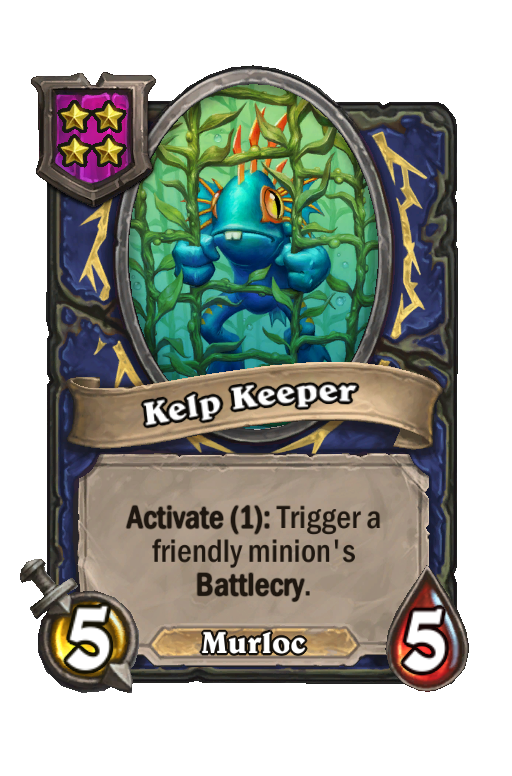 Kelp Keeper
Activate (1): Trigger a
friendly minion's
Battlecry.
5
Murloc
5